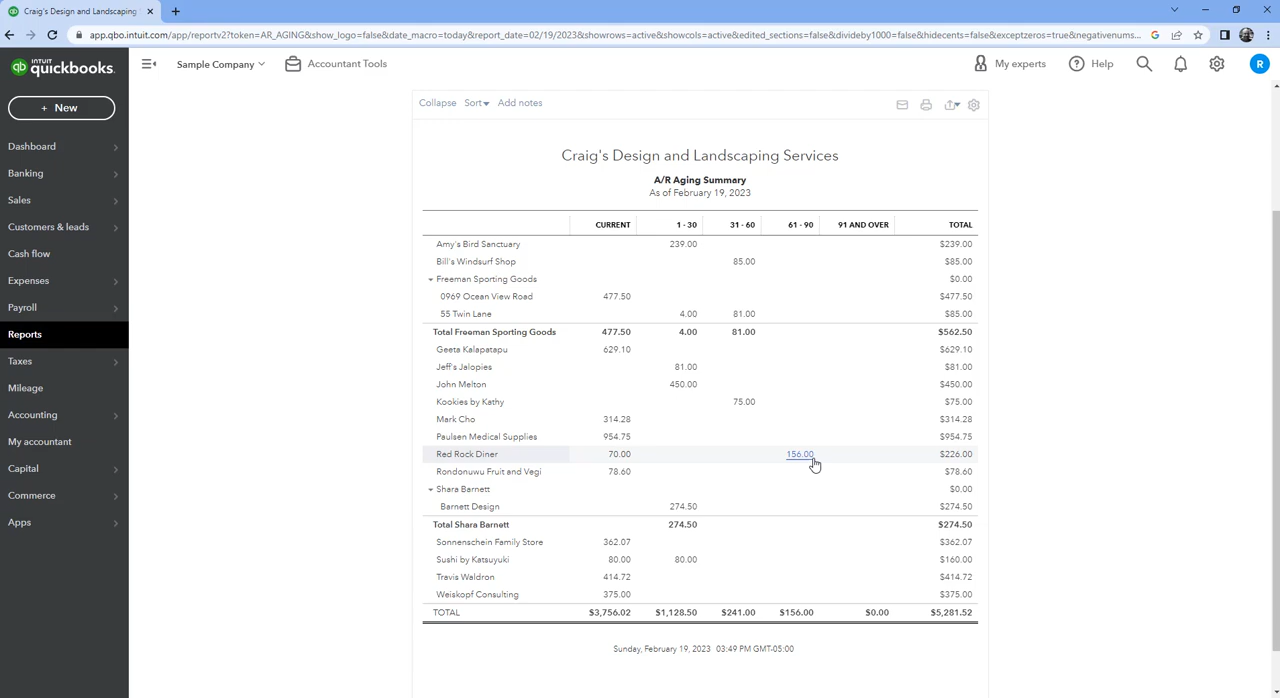 Craig's Design and Landscaping
app.qbo.intuit.com/app/reportv2?token=AR_AGING&show_logo=false&date_macro=today&report_date=02/19/2023&showrows=active&showcols=active&edited_sections=false&divideby1000=false&hidecents=false&exceptzeros=true&negativenums...
INTUIT
quickbooks.
Sample Company
Accountant Tools
My experts
Help
R
+ New
Dashboard
Banking
Sales
Customers & leads
Cash flow
Expenses
Payroll
Reports
Taxes
Mileage
Accounting
My accountant
Capital
Commerce
Apps
Collapse Sort Add notes
Craig's Design and Landscaping Services
A/R Aging Summary
As of February 19, 2023
CURRENT 1 - 30 31 - 60 61 - 90 91 AND OVER TOTAL
Amy's Bird Sanctuary 239.00 $239.00
Bill's Windsurf Shop 85.00 $85.00
Freeman Sporting Goods $0.00
0969 Ocean View Road 477.50 $477.50
55 Twin Lane 4.00 81.00 $85.00
Total Freeman Sporting Goods 477.50 4.00 81.00 $562.50
Geeta Kalapatapu 629.10 $629.10
Jeff's Jalopies 81.00 $81.00
John Melton 450.00 $450.00
Kookies by Kathy 75.00 $75.00
Mark Cho 314.28 $314.28
Paulsen Medical Supplies 954.75 $954.75
Red Rock Diner 70.00 156.00 $226.00
Rondonuwu Fruit and Vegi 78.60 $78.60
Shara Barnett $0.00
Barnett Design 274.50 $274.50
Total Shara Barnett 274.50 $274.50
Sonnenschein Family Store 362.07 $362.07
Sushi by Katsuyuki 80.00 80.00 $160.00
Travis Waldron 414.72 $414.72
Weiskopf Consulting 375.00 $375.00
TOTAL $3,756.02 $1,128.50 $241.00 $156.00 $0.00 $5,281.52
Sunday, February 19, 2023 03:49 PM GMT-05:00